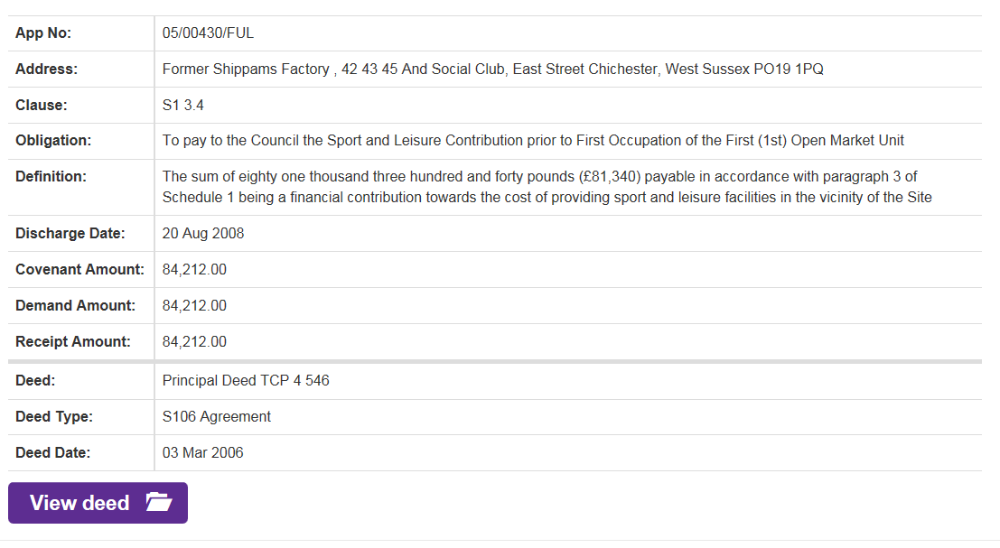 App No: 05/00430/FUL
Address: Former Shippams Factory , 42 43 45 And Social Club, East Street Chichester, West Sussex PO19 1PQ
Clause: S1 3.4
Obligation: To pay to the Council the Sport and Leisure Contribution prior to First Occupation of the First (1st) Open Market Unit
Definition: The sum of eighty one thousand three hundred and forty pounds (£81,340) payable in accordance with paragraph 3 of
Schedule 1 being a financial contribution towards the cost of providing sport and leisure facilities in the vicinity of the Site
Discharge Date: 20 Aug 2008
Covenant Amount: 84,212.00
Demand Amount: 84,212.00
Receipt Amount: 84,212.00
Deed: Principal Deed TCP 4 546
Deed Type: S106 Agreement
Deed Date: 03 Mar 2006
View deed